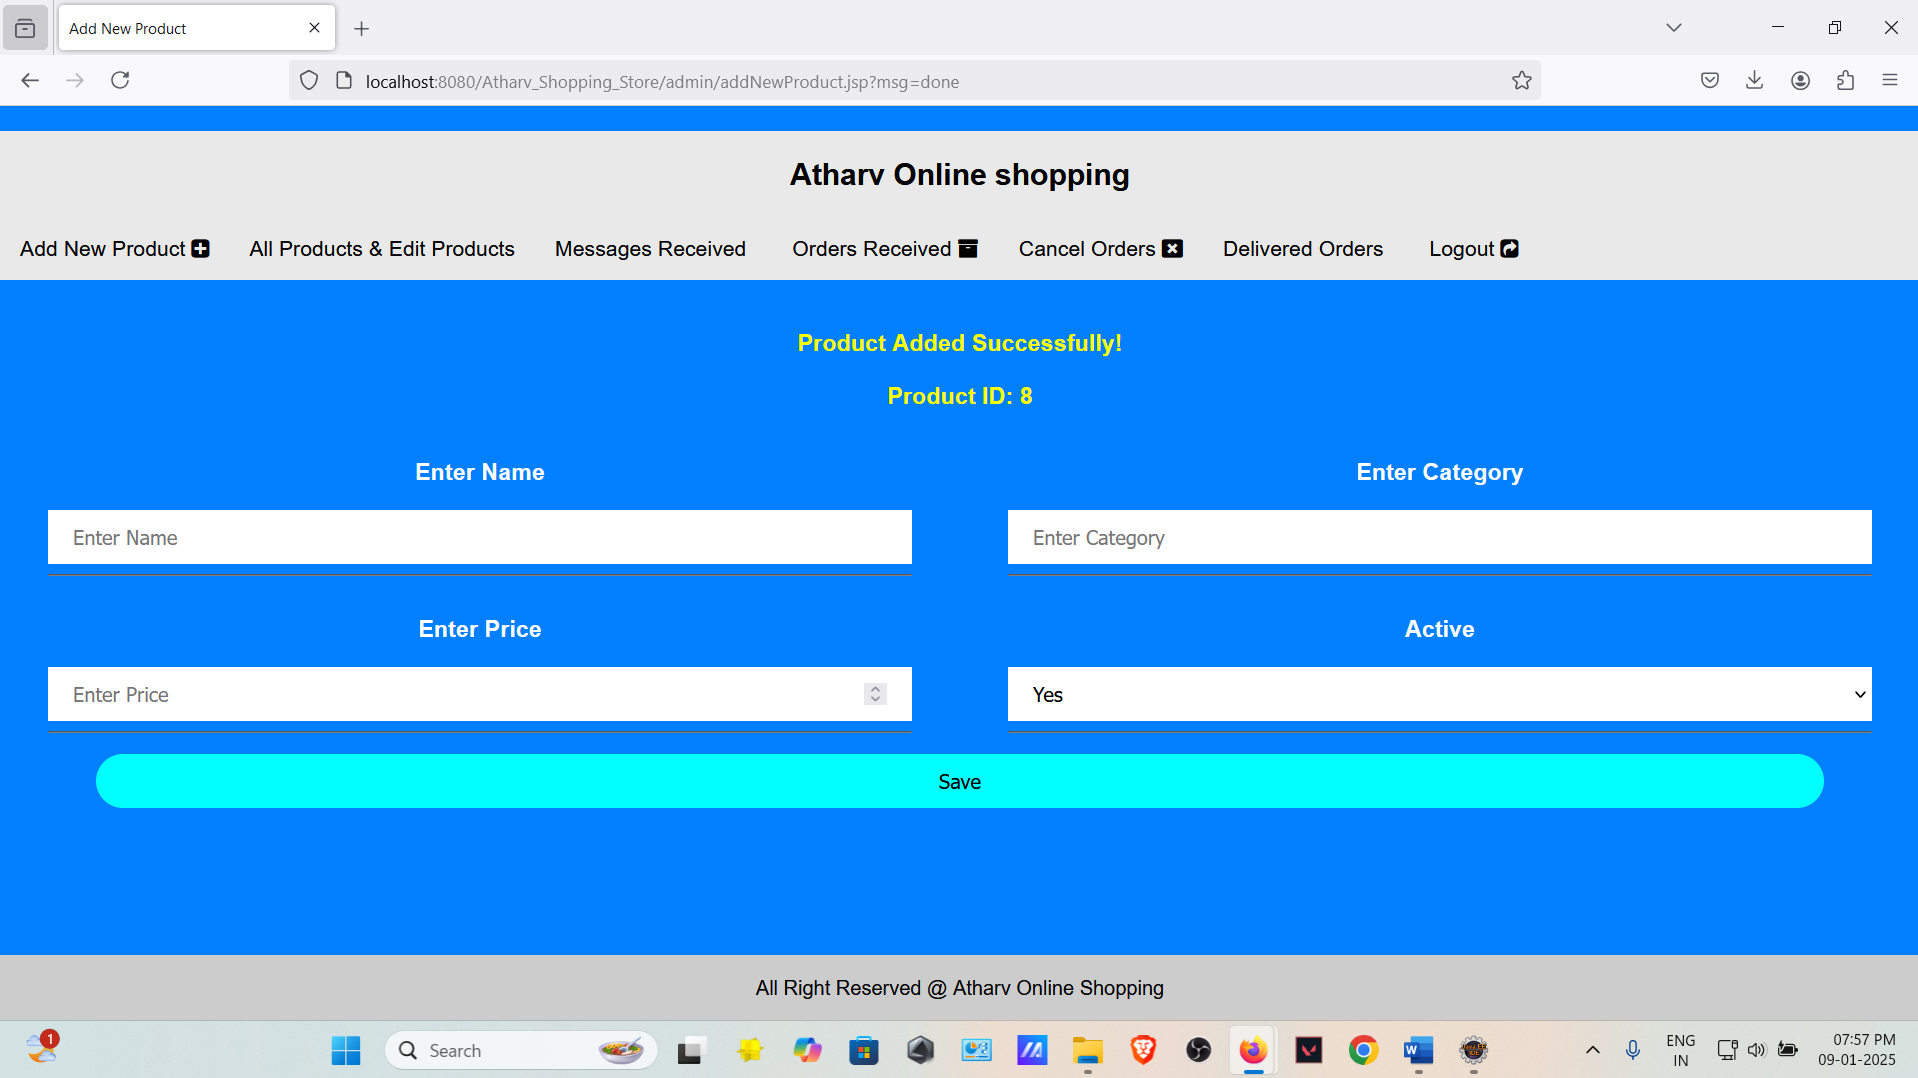 Add New Product
localhost:8080/Atharv_Shopping_Store/admin/addNewProduct.jsp?msg=done
Atharv Online shopping
Add New Product All Products & Edit Products Messages Received Orders Received Cancel Orders Delivered Orders Logout
Product Added Successfully!
Product ID: 8
Enter Name Enter Category
Enter Name Enter Category
Enter Price Active
Enter Price Yes
Save
All Right Reserved @ Atharv Online Shopping
1 Search ENG 07:57 PM
IN 09-01-2025